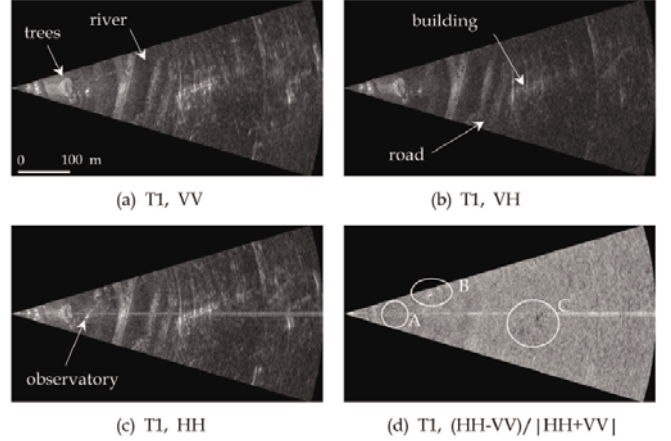 trees
river
0 100 m
(a) T1, VV
building
road
(b) T1, VH
observatory
(c) T1, HH
A
B
C
(d) T1, (HH-VV)/|HH+VV|